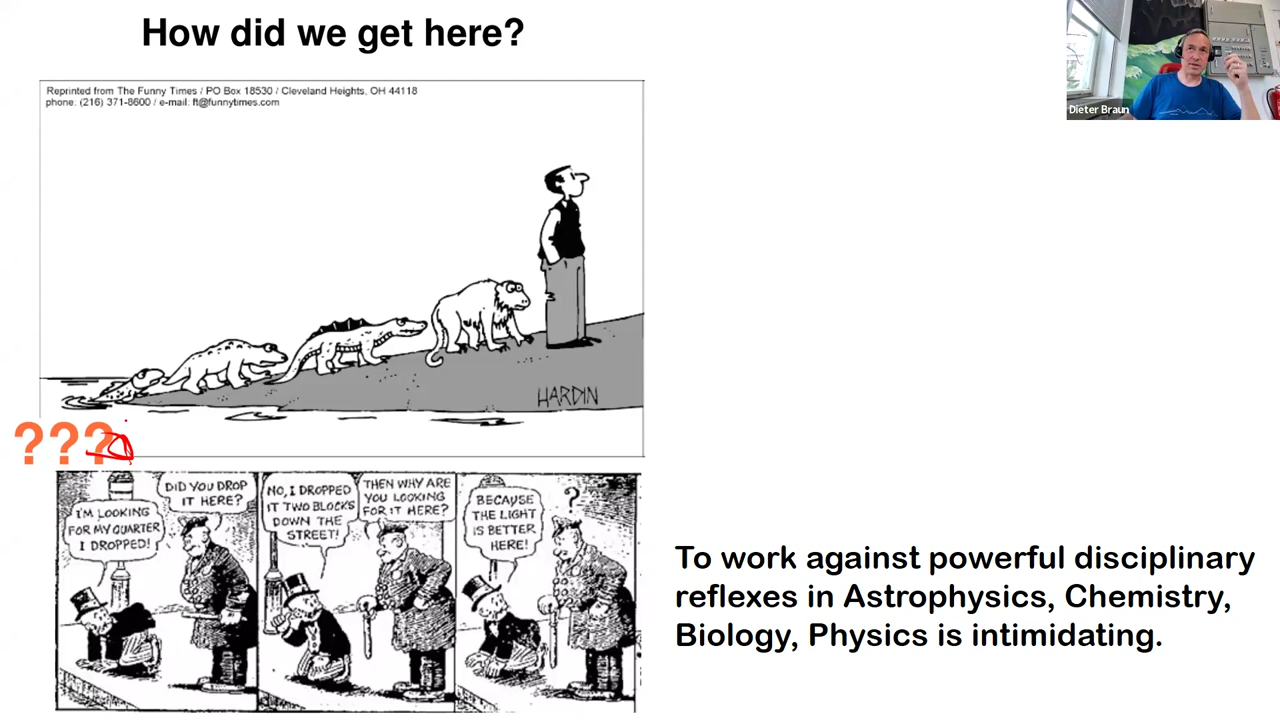 How did we get here?
Reprinted from The Funny Times / PO Box 18530 / Cleveland Heights, OH 44118
phone: (216) 371-8600 / e-mail: ft@funnytimes.com
Dieter Braun
HARDIN
???
I'M LOOKING
FOR MY QUARTER
I DROPPED!
DID YOU DROP
IT HERE?
NO, I DROPPED
IT TWO BLOCKS
DOWN THE
STREET!
THEN WHY ARE
YOU LOOKING
FOR IT HERE?
BECAUSE
THE LIGHT
IS BETTER
HERE!
?
To work against powerful disciplinary
reflexes in Astrophysics, Chemistry,
Biology, Physics is intimidating.